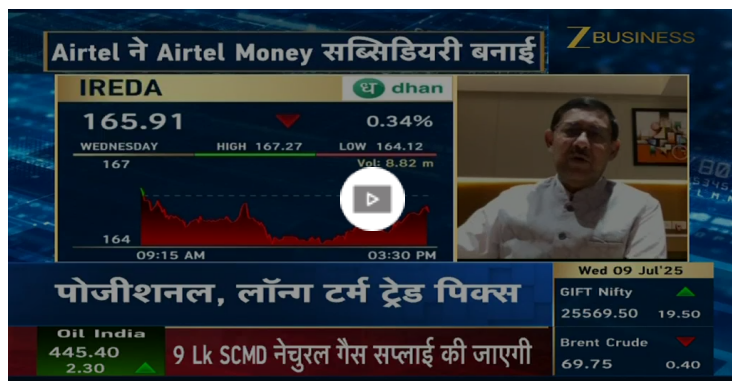 Airtel ने Airtel Money सब्सिडियरी बनाई
ZBUSINESS
IREDA
ध dhan
165.91 0.34%
WEDNESDAY HIGH 167.27 LOW 164.12
167 Vol: 8.82 m
164
09:15 AM 03:30 PM
पोजीशनल, लॉन्ग टर्म ट्रेड पिक्स
Wed 09 Jul'25
GIFT Nifty
25569.50 19.50
Brent Crude
69.75 0.40
Oil India
445.40
2.30
9 Lk SCMD नेचुरल गैस सप्लाई की जाएगी